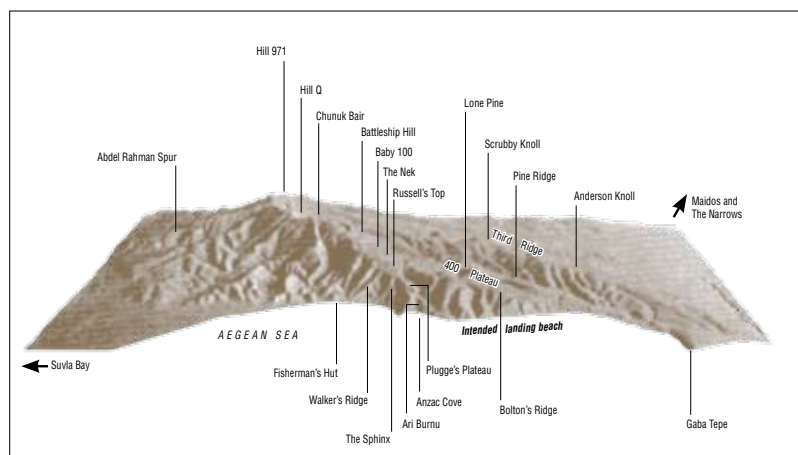 Hill 971
Hill Q
Chunuk Bair
Lone Pine
Battleship Hill
Scrubby Knoll
Baby 100
Abdel Rahman Spur
The Nek
Pine Ridge
Russell's Top
Anderson Knoll
Maidos and
The Narrows
Third Ridge
400 Plateau
Intended landing beach
AEGEAN SEA
Suvla Bay
Fisherman's Hut
Plugge's Plateau
Walker's Ridge
Anzac Cove
Bolton's Ridge
Ari Burnu
Gaba Tepe
The Sphinx